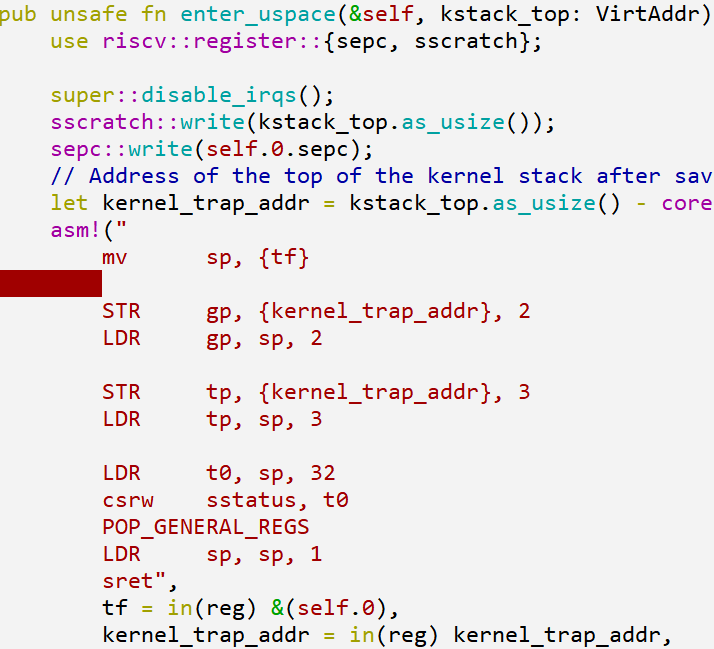 pub unsafe fn enter_uspace(&self, kstack_top: VirtAddr)
    use riscv::register::{sepc, sscratch};
    super::disable_irqs();
    sscratch::write(kstack_top.as_usize());
    sepc::write(self.0.sepc);
    // Address of the top of the kernel stack after sav
    let kernel_trap_addr = kstack_top.as_usize() - core
    asm!("
        mv      sp, {tf}
        STR     gp, {kernel_trap_addr}, 2
        LDR     gp, sp, 2
        STR     tp, {kernel_trap_addr}, 3
        LDR     tp, sp, 3
        LDR     t0, sp, 32
        csrw    sstatus, t0
        POP_GENERAL_REGS
        LDR     sp, sp, 1
        sret",
        tf = in(reg) &(self.0),
        kernel_trap_addr = in(reg) kernel_trap_addr,